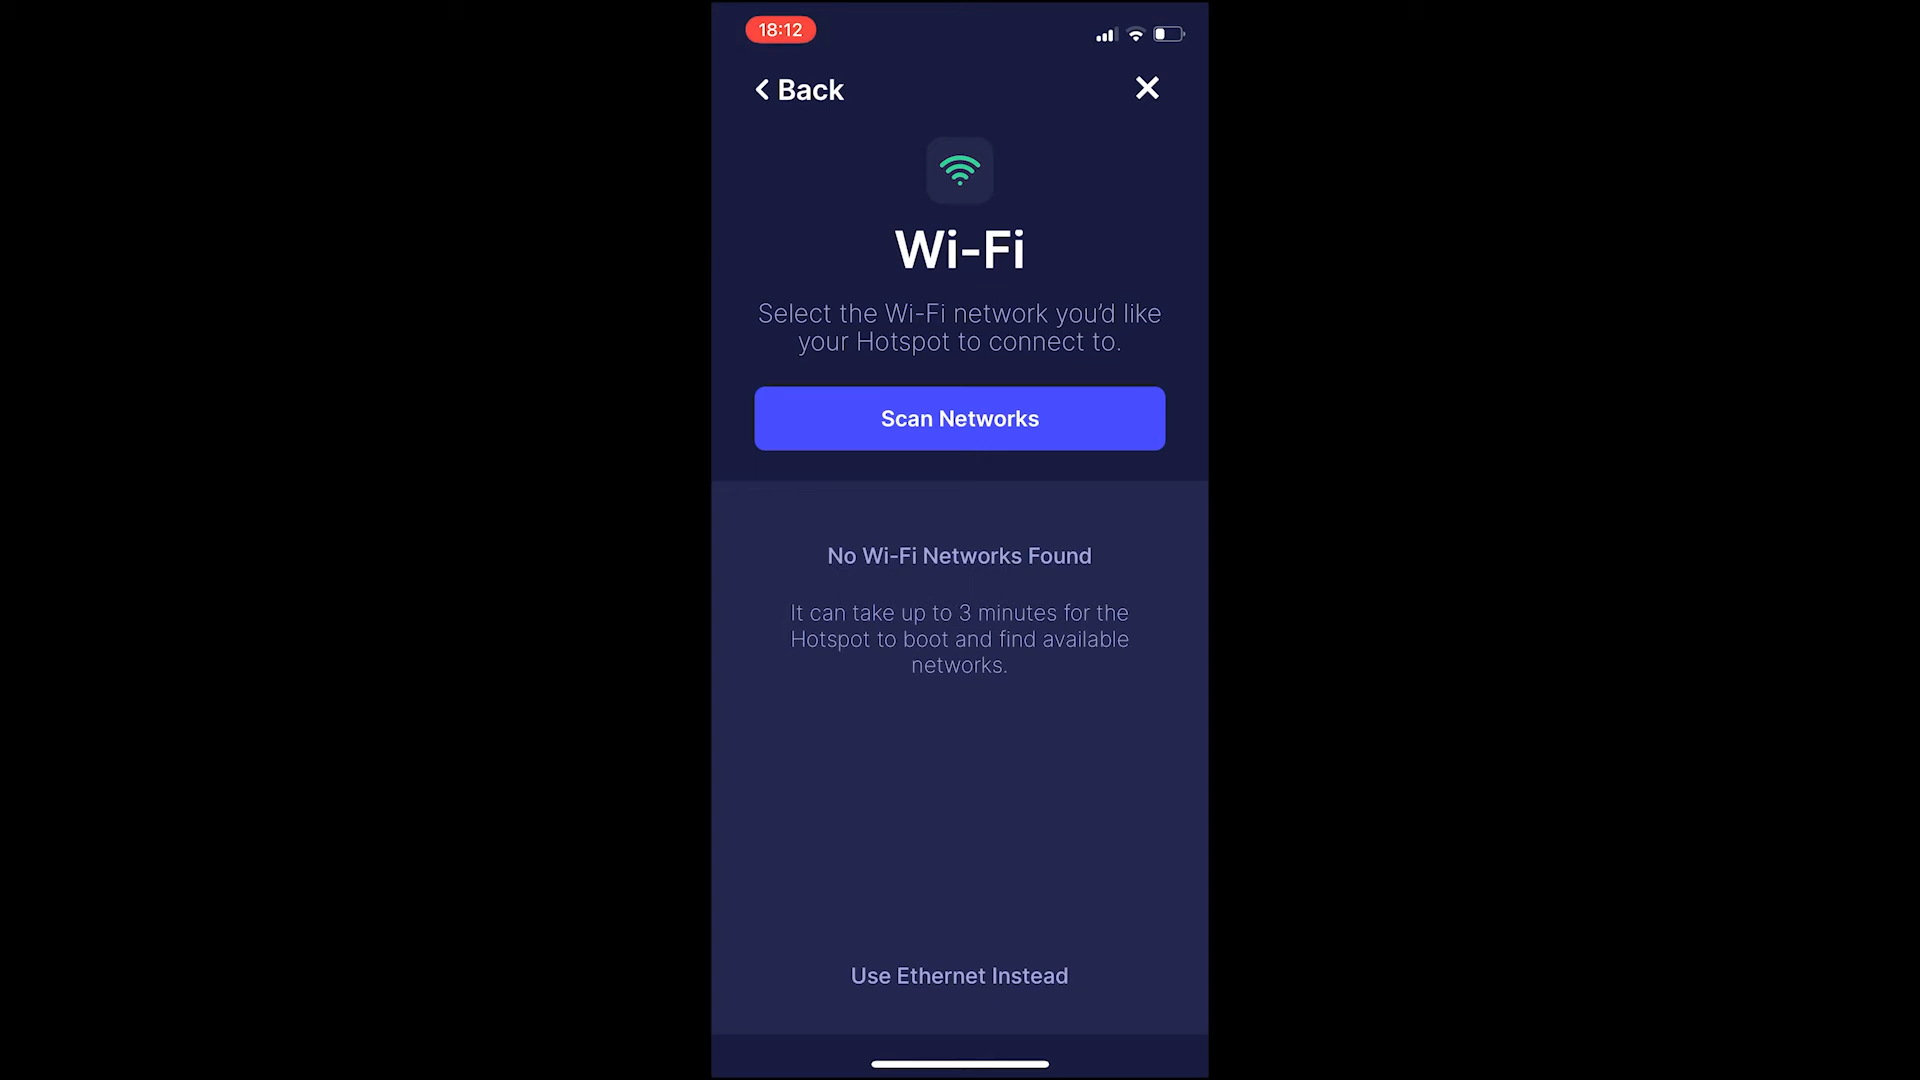 18:12
Back
Wi-Fi
Select the Wi-Fi network you'd like
your Hotspot to connect to.
Scan Networks
No Wi-Fi Networks Found
It can take up to 3 minutes for the
Hotspot to boot and find available
networks.
Use Ethernet Instead